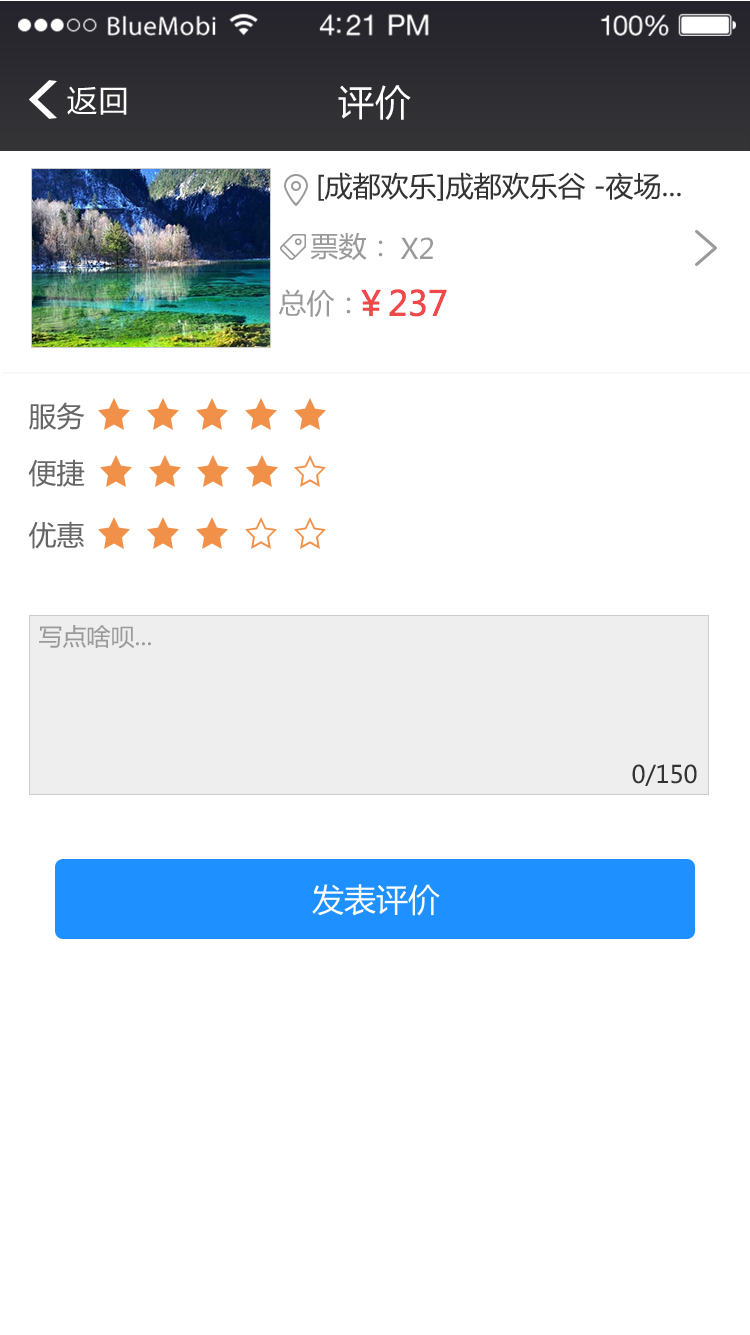 BlueMobi 4:21 PM 100%
返回 评价
[成都欢乐]成都欢乐谷 -夜场...
票数： X2
总价：¥ 237
服务
便捷
优惠
写点啥呗...
0/150
发表评价